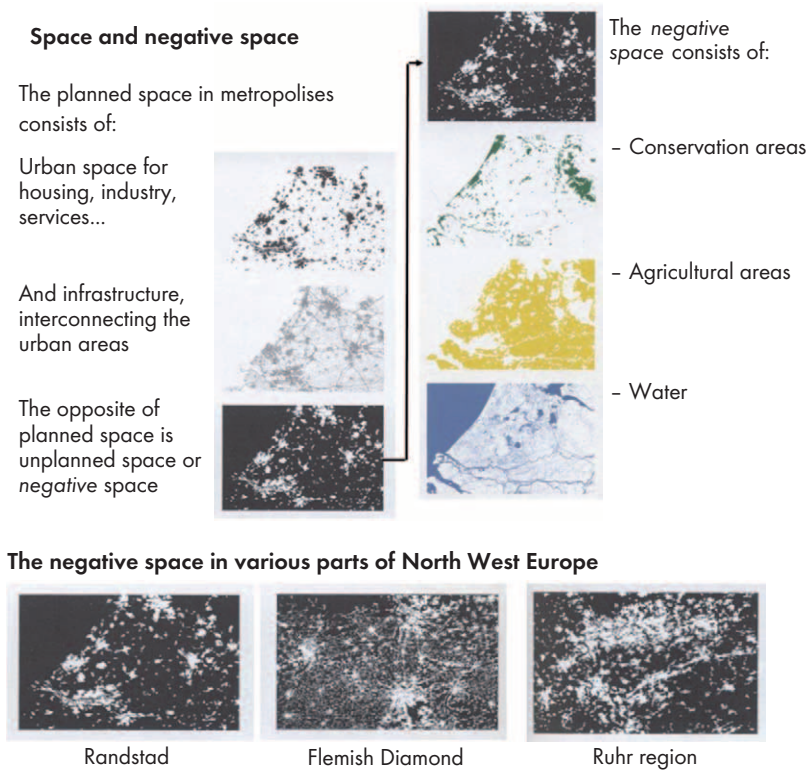 Space and negative space
The planned space in metropolises
consists of:
Urban space for
housing, industry,
services...
And infrastructure,
interconnecting the
urban areas
The opposite of
planned space is
unplanned space or
negative space
The negative
space consists of:
– Conservation areas
– Agricultural areas
– Water
The negative space in various parts of North West Europe
Randstad
Flemish Diamond
Ruhr region